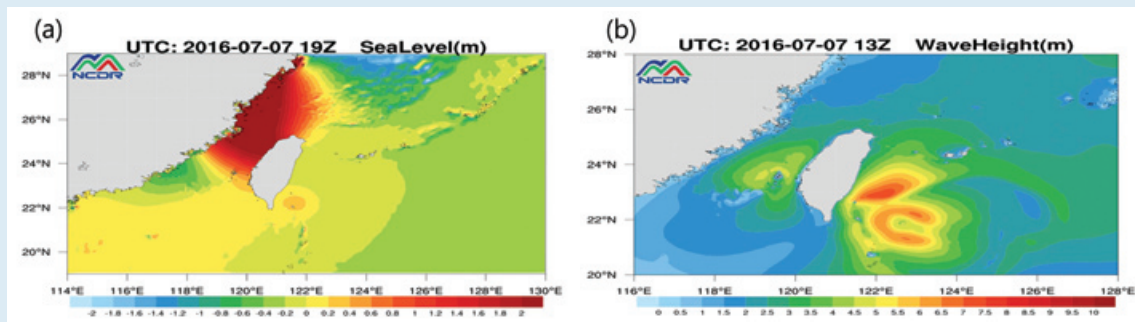 (a)
UTC: 2016-07-07 19Z SeaLevel(m)
NCDR
28°N
26°N
24°N
22°N
20°N
114°E 116°E 118°E 120°E 122°E 124°E 126°E 128°E 130°E
-2 -1.8 -1.6 -1.4 -1.2 -1 -0.8 -0.6 -0.4 -0.2 0 0.2 0.4 0.6 0.8 1 1.2 1.4 1.6 1.8 2
(b)
UTC: 2016-07-07 13Z WaveHeight(m)
NCDR
28°N
26°N
24°N
22°N
20°N
116°E 118°E 120°E 122°E 124°E 126°E 128°E
0 0.5 1 1.5 2 2.5 3 3.5 4 4.5 5 5.5 6 6.5 7 7.5 8 8.5 9 9.5 10